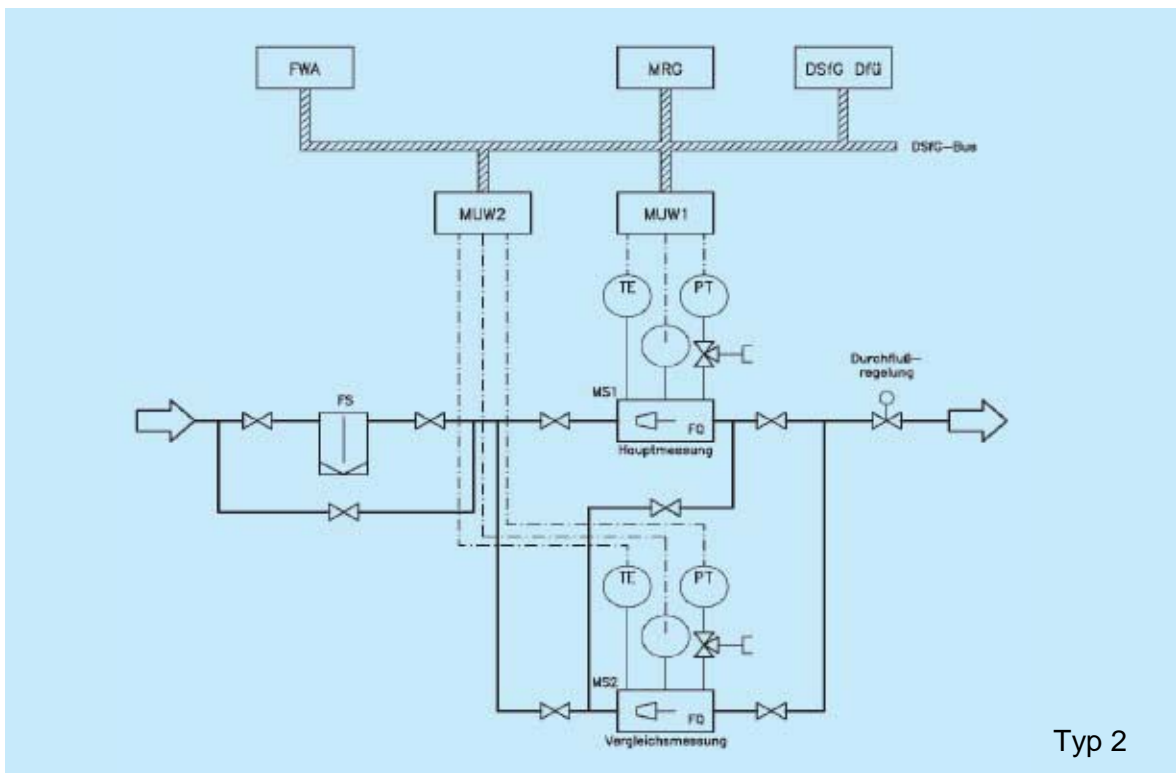 FWA
MRG
DSfG Dfü
DSfG-Bus
MUW2
MUW1
TE
PT
Durchfluß-
regelung
MS1
FS
FQ
Hauptmessung
TE
PT
MS2
FQ
Vergleichsmessung
Typ 2